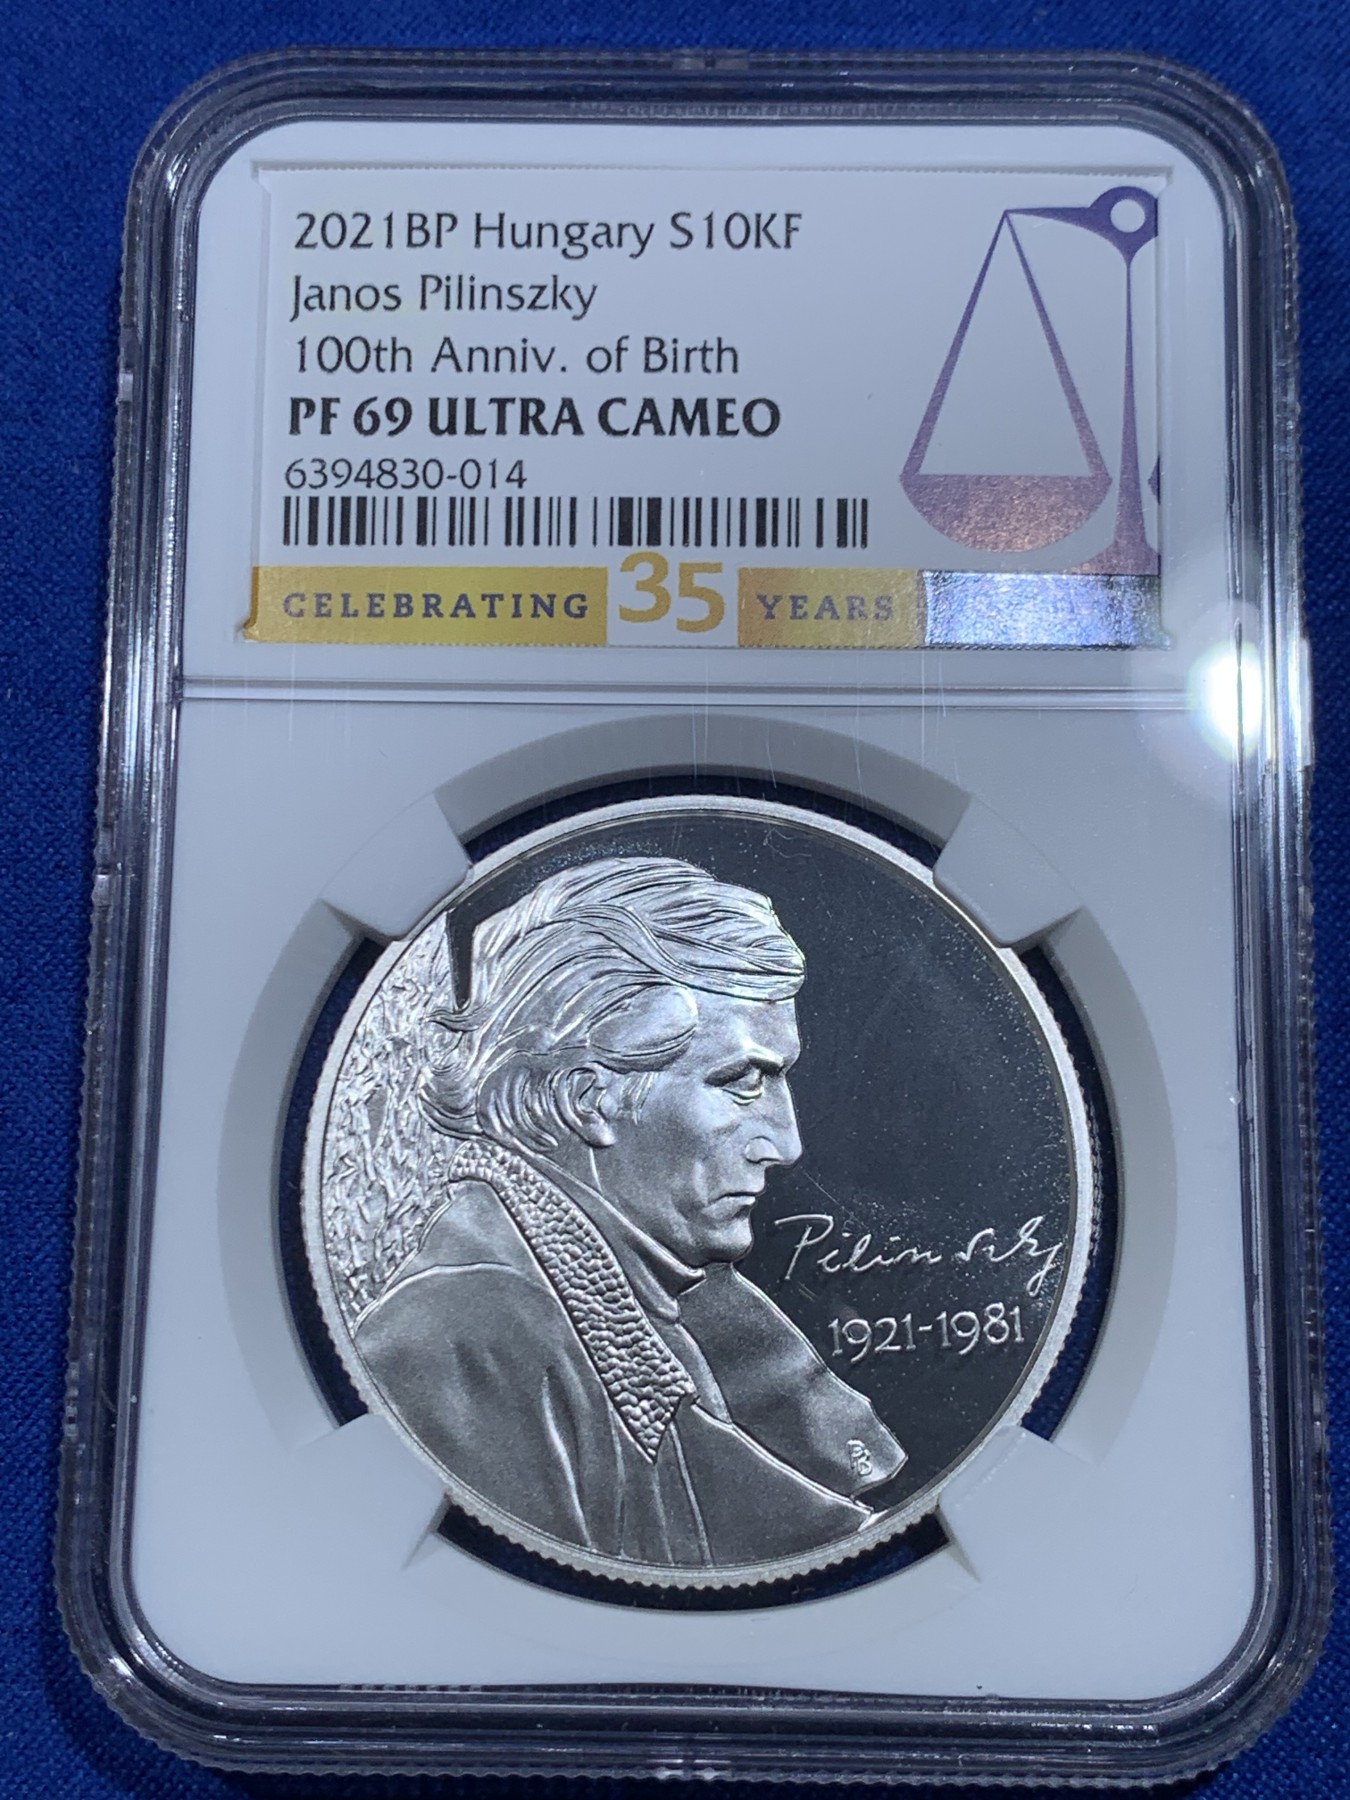 2021BP Hungary S10KF
Janos Pilinszky
100th Anniv. of Birth
PF 69 ULTRA CAMEO
6394830-014
CELEBRATING 35 YEARS
Pilinszky
1921-1981
PB